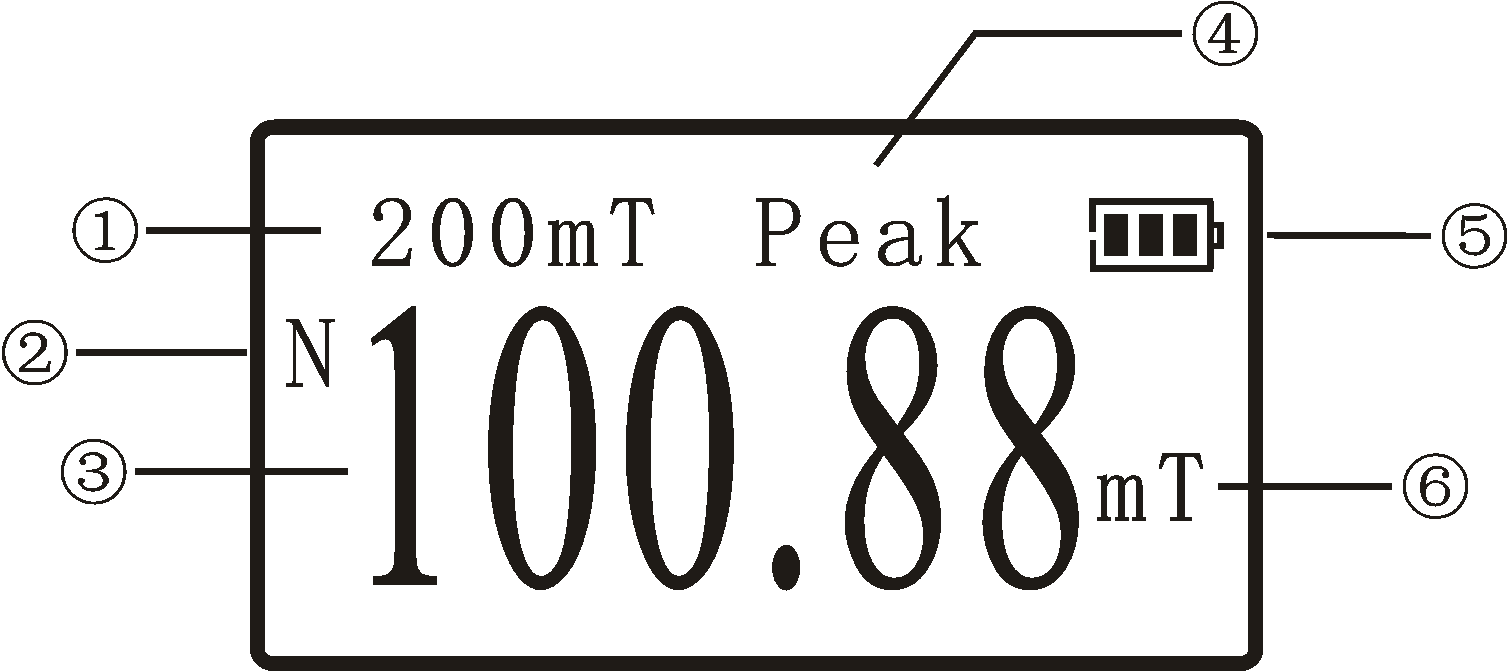 ④
① 200mT Peak ⑤
② N
③ 100.88 mT ⑥